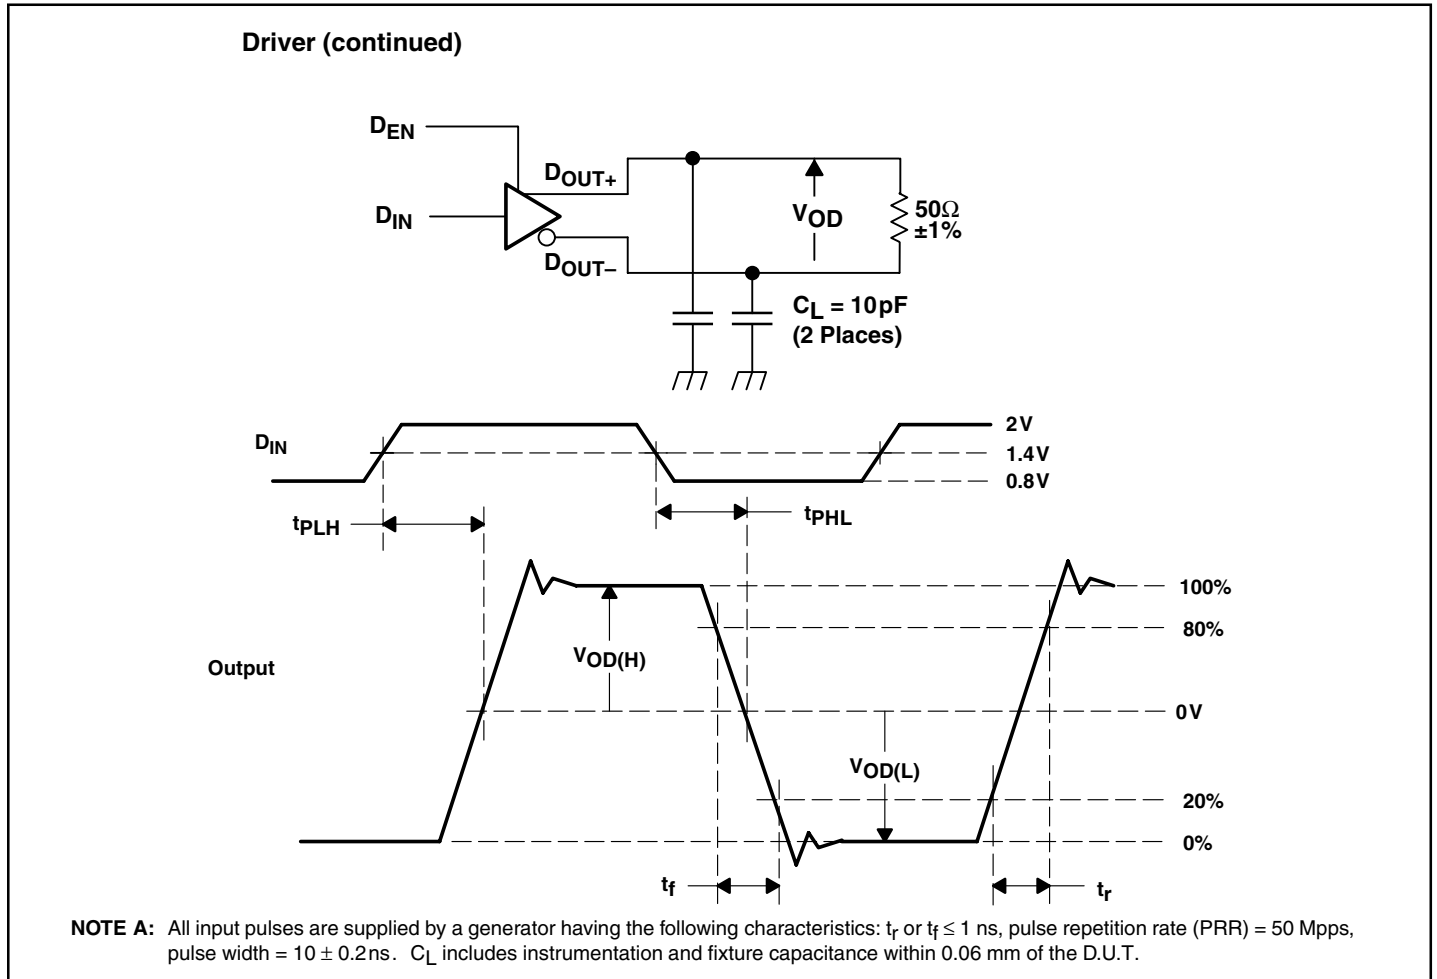 Driver (continued)
DEN
DOUT+
DIN
VOD
50Ω
±1%
DOUT–
CL = 10pF
(2 Places)
2V
DIN
1.4V
0.8V
tPLH
tPHL
100%
80%
VOD(H)
Output
0V
VOD(L)
20%
0%
tf
tr
NOTE A: All input pulses are supplied by a generator having the following characteristics: tr or tf ≤ 1 ns, pulse repetition rate (PRR) = 50 Mpps,
pulse width = 10 ± 0.2ns. CL includes instrumentation and fixture capacitance within 0.06 mm of the D.U.T.